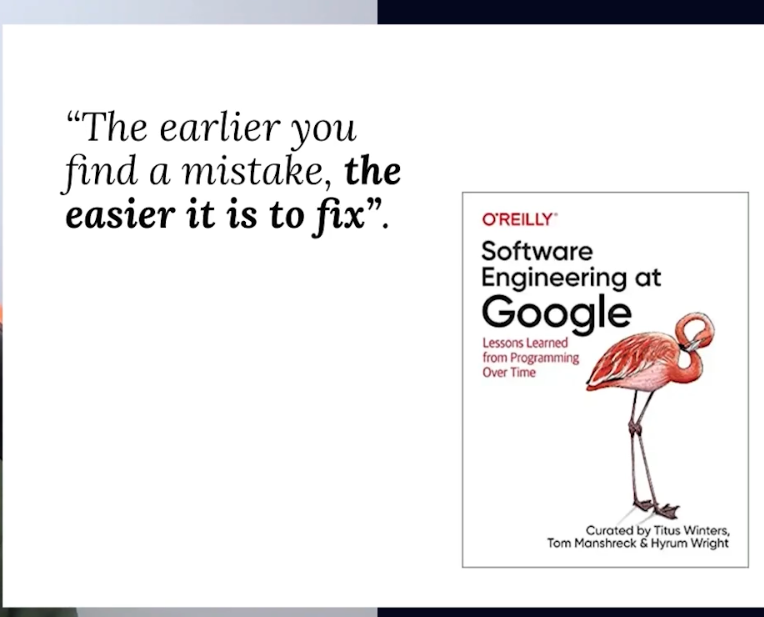 “The earlier you
find a mistake, the
easier it is to fix”.
O'REILLY®
Software
Engineering at
Google
Lessons Learned
from Programming
Over Time
Curated by Titus Winters,
Tom Manshreck & Hyrum Wright